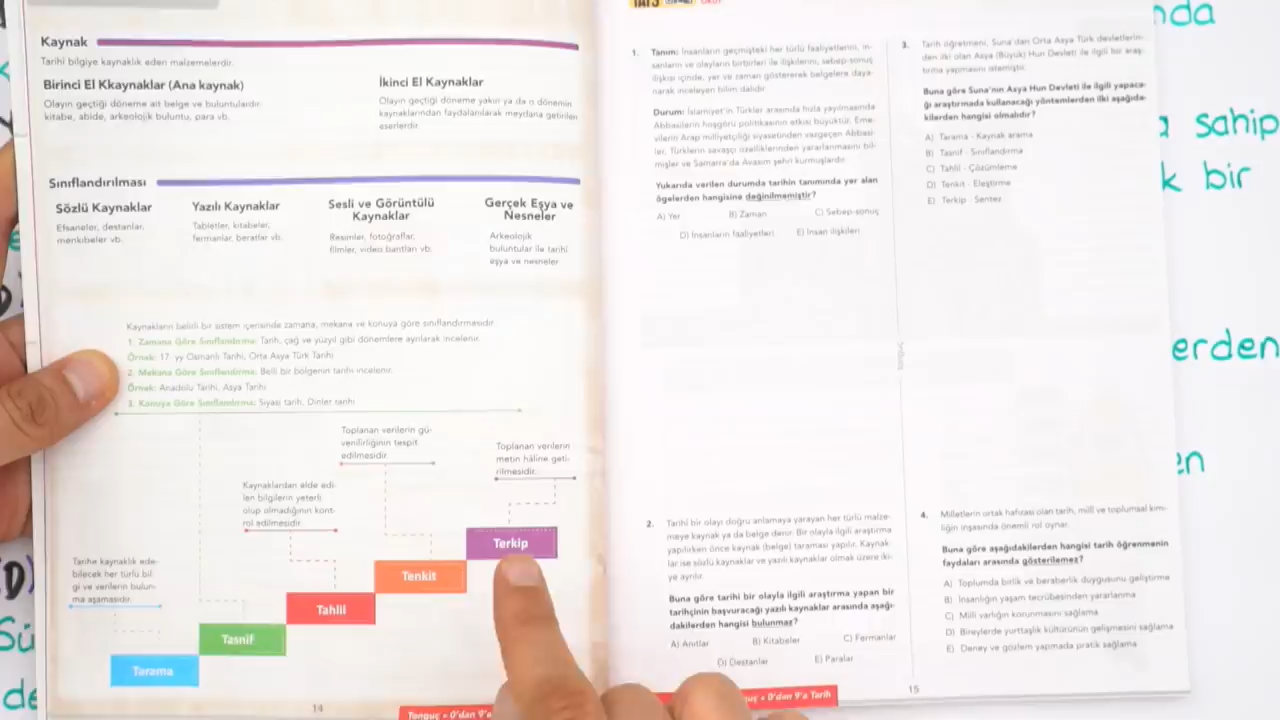 Kaynak
Tarihi bilgiye kaynaklık eden malzemelerdir.
Birinci El Kkaynaklar (Ana kaynak)
Olayın geçtiği döneme ait belge ve buluntulardır.
kitabe, abide, arkeolojik buluntu, para vb.
İkinci El Kaynaklar
Olayın geçtiği döneme yakın ya da o dönemin
kaynaklarından faydalanılarak meydana getirilen
eserlerdir.
Sınıflandırılması
Sözlü Kaynaklar
Efsaneler, destanlar,
menkıbeler vb.
Yazılı Kaynaklar
Tabletler, kitabeler,
fermanlar, beratlar vb.
Sesli ve Görüntülü
Kaynaklar
Resimler, fotoğraflar,
filmler, video bantları vb.
Gerçek Eşya ve
Nesneler
Arkeolojik
buluntular ile tarihî
eşya ve nesneler
Kaynakların belirli bir sistem içerisinde zamana, mekana ve konuya göre sınıflandırmasıdır.
1. Zamana Göre Sınıflandırma: Tarih, çağ ve yüzyıl gibi dönemlere ayrılarak incelenir.
Örnek: 17. yy Osmanlı Tarihi, Orta Asya Türk Tarihi
2. Mekana Göre Sınıflandırma: Belli bir bölgenin tarihi incelenir.
Örnek: Anadolu Tarihi, Asya Tarihi
3. Konuya Göre Sınıflandırma: Siyasi tarih, Dinler tarihi
Toplanan verilerin gü-
venilirliğinin tespit
edilmesidir.
Toplanan verilerin
metin hâline geti-
rilmesidir.
Kaynaklardan elde edi-
len bilgilerin yeterli
olup olmadığının kont-
rol edilmesidir.
Tarihe kaynaklık ede-
bilecek her türlü bil-
gi ve verilerin bulun-
ma aşamasıdır.
Terkip
Tenkit
Tahlil
Tasnif
Tarama
14
Tonguç • 0'dan 9'a
1. Tanım: İnsanların geçmişteki her türlü faaliyetlerini, in-
sanların ve olayların birbirleri ile ilişkilerini, sebep-sonuç
ilişkisi içinde, yer ve zaman göstererek belgelere daya-
narak inceleyen bilim dalıdır.
Durum: İslamiyet'in Türkler arasında hızla yayılmasında
Abbasilerin hoşgörü politikasının etkisi büyüktür. Eme-
vilerin Arap milliyetçiliği siyasetinden vazgeçen Abbasi-
ler, Türklerin savaşçı özelliklerinden yararlanmasını bil-
mişler ve Samarra'da Avasım şehri kurmuşlardır.
Yukarıda verilen durumda tarihin tanımında yer alan
ögelerden hangisine değinilmemiştir?
A) Yer
B) Zaman
C) Sebep-sonuç
D) İnsanların faaliyetleri
E) İnsan ilişkileri
2. Tarihî bir olayı doğru anlamaya yarayan her türlü malze-
meye kaynak ya da belge denir. Bir olayla ilgili araştırma
yapılırken önce kaynak (belge) taraması yapılır. Kaynak-
lar ise sözlü kaynaklar ve yazılı kaynaklar olmak üzere iki-
ye ayrılır.
Buna göre tarihî bir olayla ilgili araştırma yapan bir
tarihçinin başvuracağı yazılı kaynaklar arasında aşağı-
dakilerden hangisi bulunmaz?
A) Anıtlar
B) Kitabeler
C) Fermanlar
D) Destanlar
E) Paralar
3. Tarih öğretmeni, Suna'dan Orta Asya Türk devletlerin-
den ilki olan Asya (Büyük) Hun Devleti ile ilgili bir araş-
tırma yapmasını istemiştir.
Buna göre Suna'nın Asya Hun Devleti ile ilgili yapaca-
ğı araştırmada kullanacağı yöntemlerden ilki aşağıda-
kilerden hangisi olmalıdır?
A) Tarama - Kaynak arama
B) Tasnif - Sınıflandırma
C) Tahlil - Çözümleme
D) Tenkit - Eleştirme
E) Terkip - Sentez
4. Milletlerin ortak hafızası olan tarih, millî ve toplumsal kim-
liğin inşasında önemli rol oynar.
Buna göre aşağıdakilerden hangisi tarih öğrenmenin
faydaları arasında gösterilemez?
A) Toplumda birlik ve beraberlik duygusunu geliştirme
B) İnsanlığın yaşam tecrübesinden yararlanma
C) Millî varlığın korunmasını sağlama
D) Bireylerde yurttaşlık kültürünün gelişmesini sağlama
E) Deney ve gözlem yapmada pratik sağlama
15
• 0'dan 9'a Tarih
sahip
k bir
erden
en